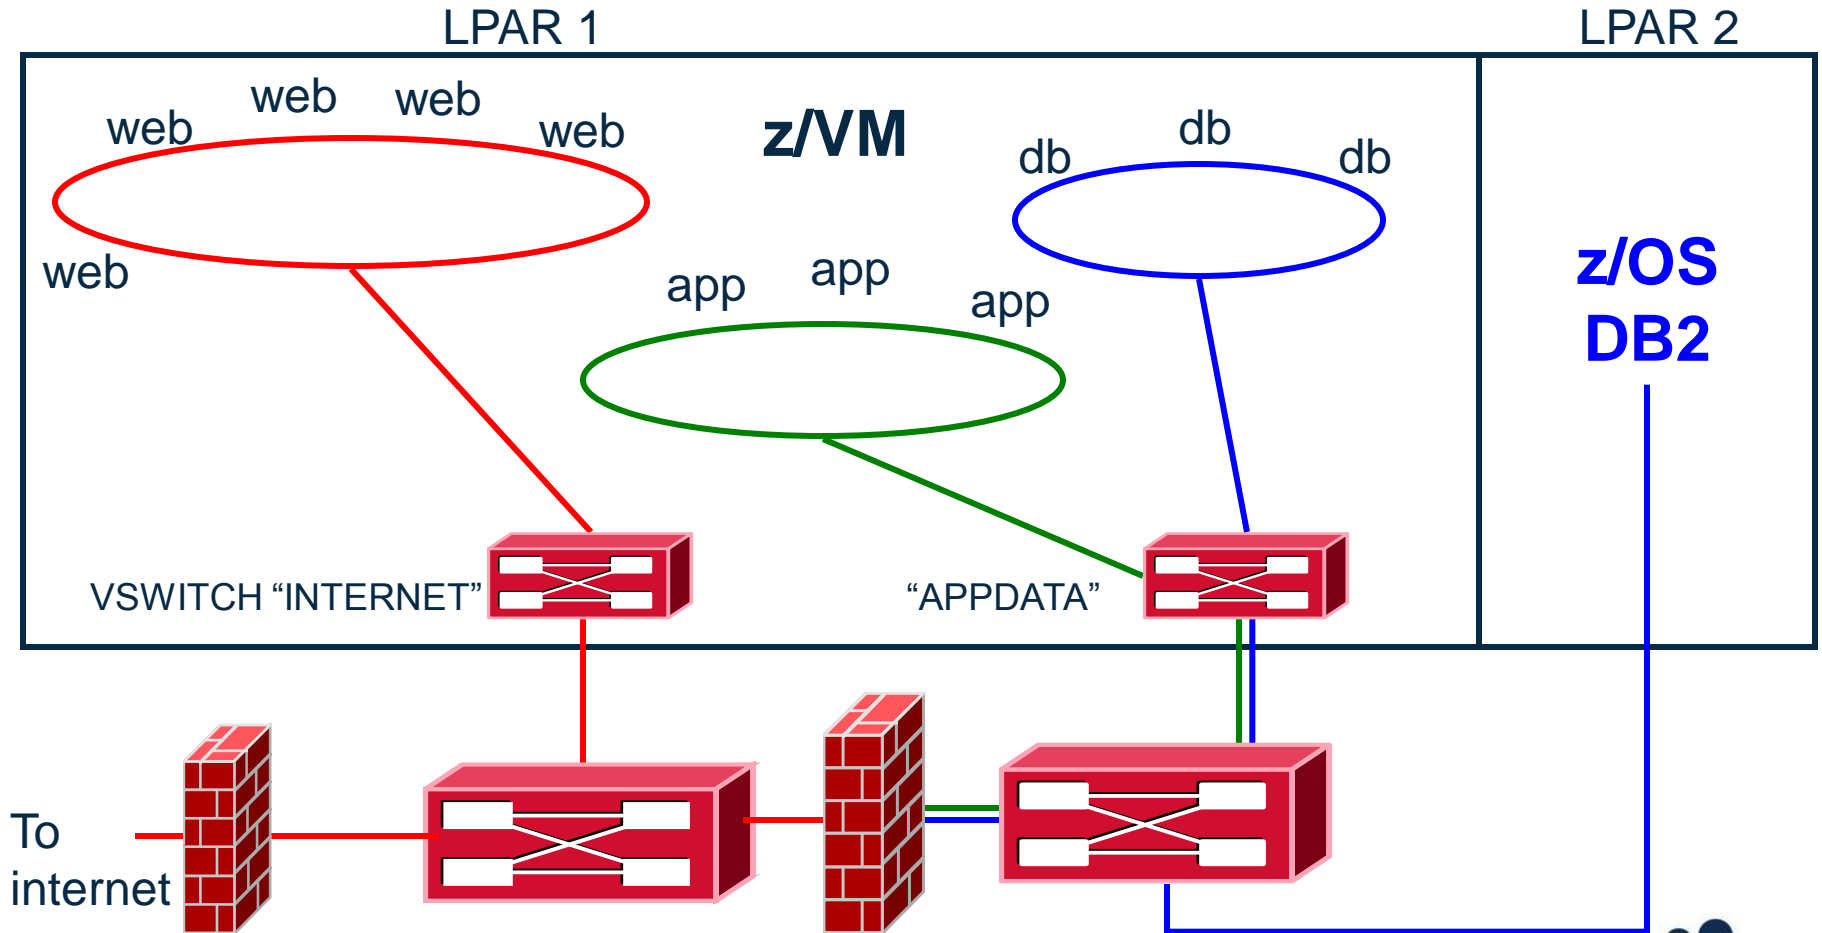 LPAR 1
LPAR 2
web
web
web
web
web
z/VM
db
db
db
app
app
app
z/OS
DB2
VSWITCH “INTERNET”
“APPDATA”
To
internet